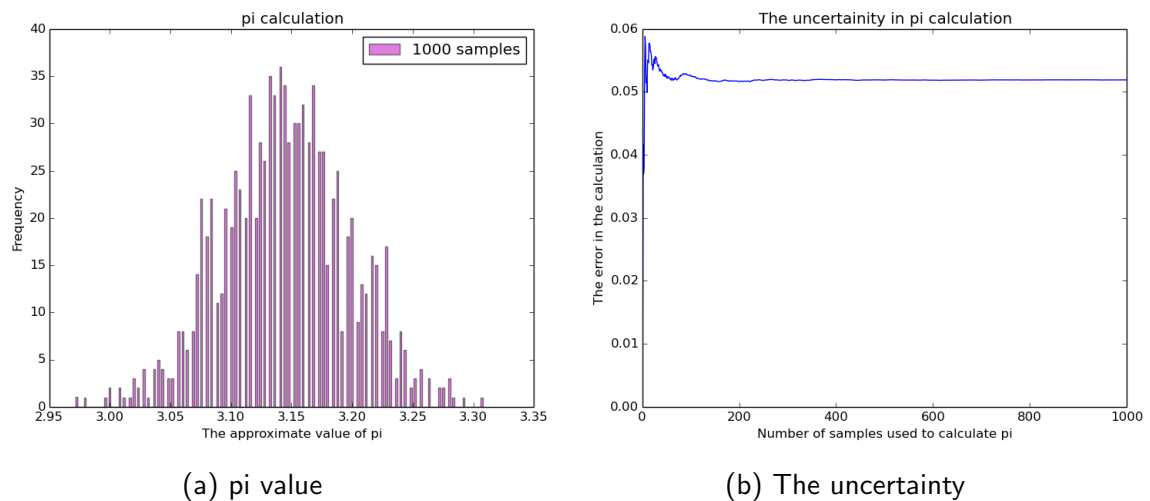 pi calculation
40
35
30
25
20
15
10
5
0
Frequency
1000 samples
2.95 3.00 3.05 3.10 3.15 3.20 3.25 3.30 3.35
The approximate value of pi
(a) pi value
The uncertainity in pi calculation
0.06
0.05
0.04
0.03
0.02
0.01
0.00
The error in the calculation
0 200 400 600 800 1000
Number of samples used to calculate pi
(b) The uncertainty